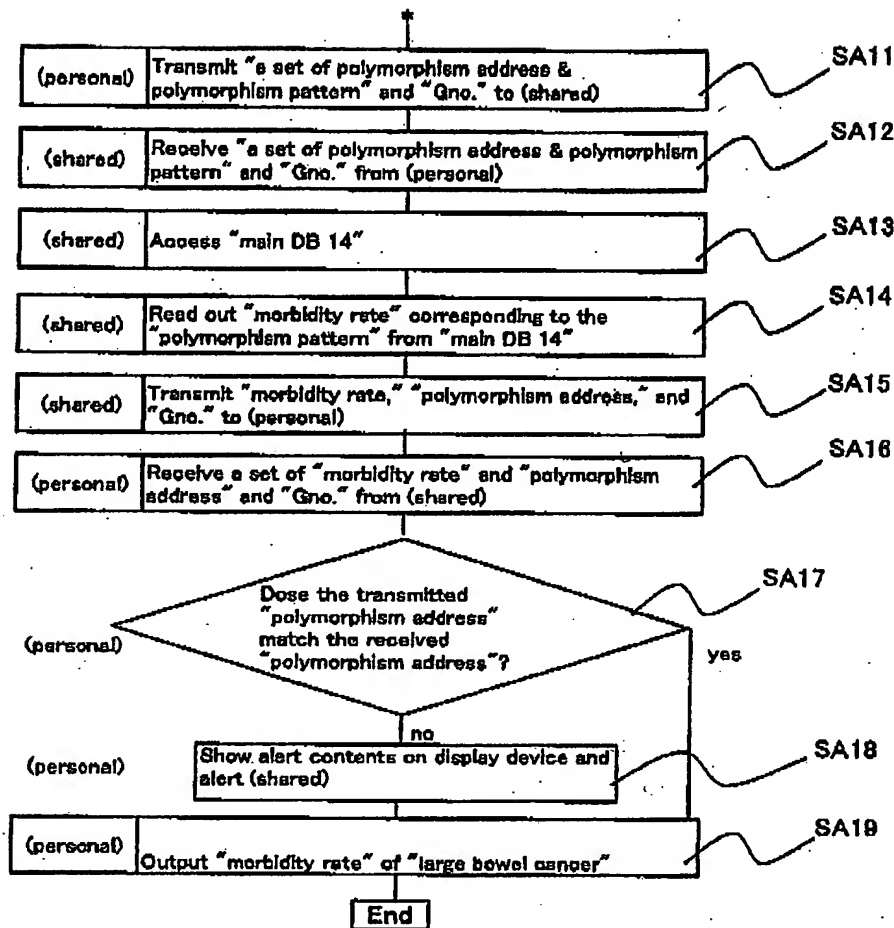 *
SA11
(personal) Transmit "a set of polymorphism address &
polymorphism pattern" and "Gno." to (shared)
SA12
(shared) Receive "a set of polymorphism address & polymorphism
pattern" and "Gno." from (personal)
SA13
(shared) Access "main DB 14"
SA14
(shared) Read out "morbidity rate" corresponding to the
"polymorphism pattern" from "main DB 14"
SA15
(shared) Transmit "morbidity rate," "polymorphism address," and
"Gno." to (personal)
SA16
(personal) Receive a set of "morbidity rate" and "polymorphism
address" and "Gno." from (shared)
SA17
Dose the transmitted
"polymorphism address"
match the received
"polymorphism address"?
(personal)
yes
no
SA18
(personal) Show alert contents on display device and
alert (shared)
SA19
(personal) Output "morbidity rate" of "large bowel cancer"
End